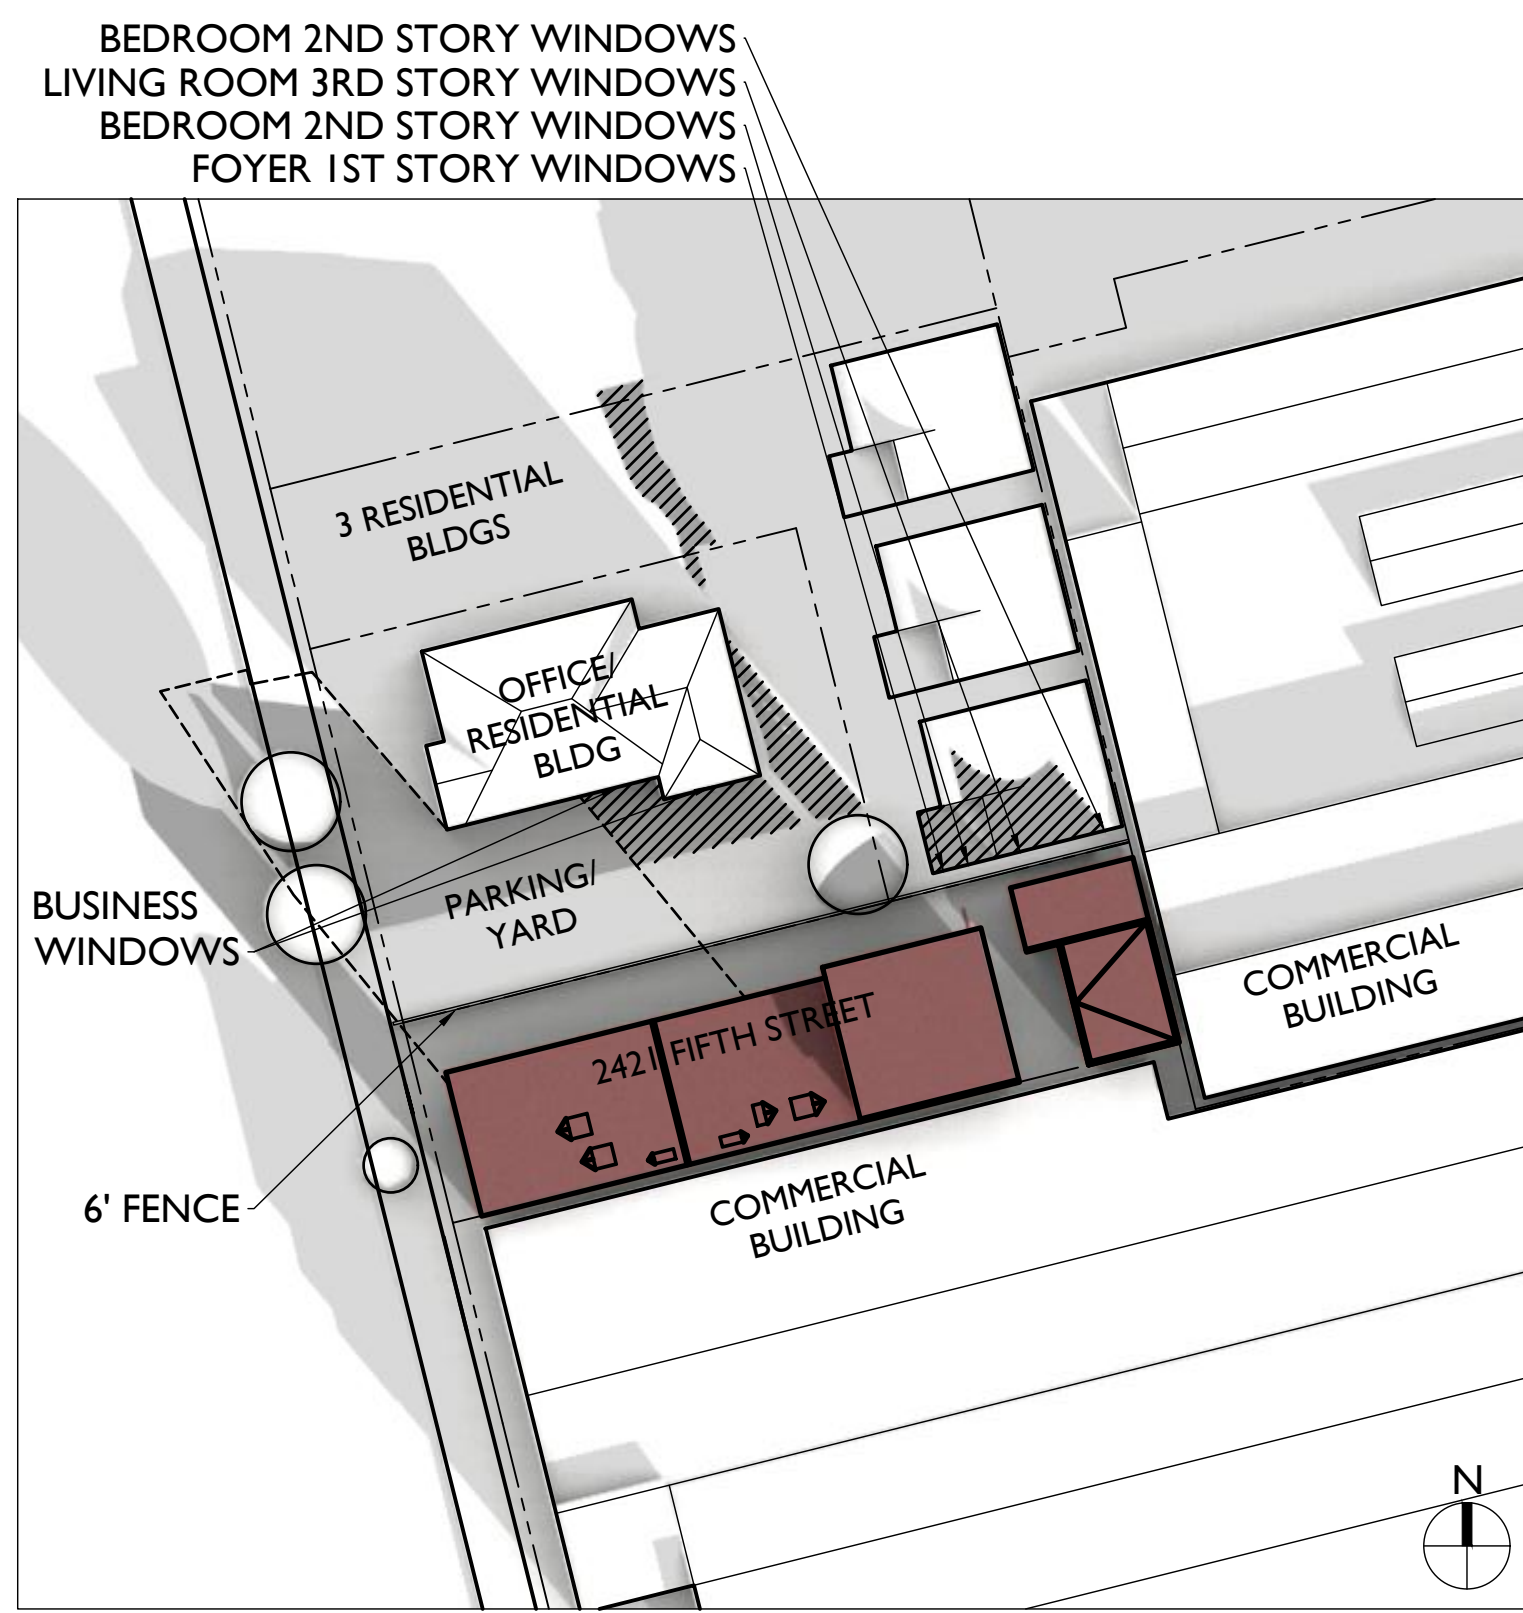 BEDROOM 2ND STORY WINDOWS
LIVING ROOM 3RD STORY WINDOWS
BEDROOM 2ND STORY WINDOWS
FOYER 1ST STORY WINDOWS
3 RESIDENTIAL
BLDGS
OFFICE/
RESIDENTIAL
BLDG
PARKING/
YARD
BUSINESS
WINDOWS
COMMERCIAL
BUILDING
2421 FIFTH STREET
6' FENCE
COMMERCIAL
BUILDING
N